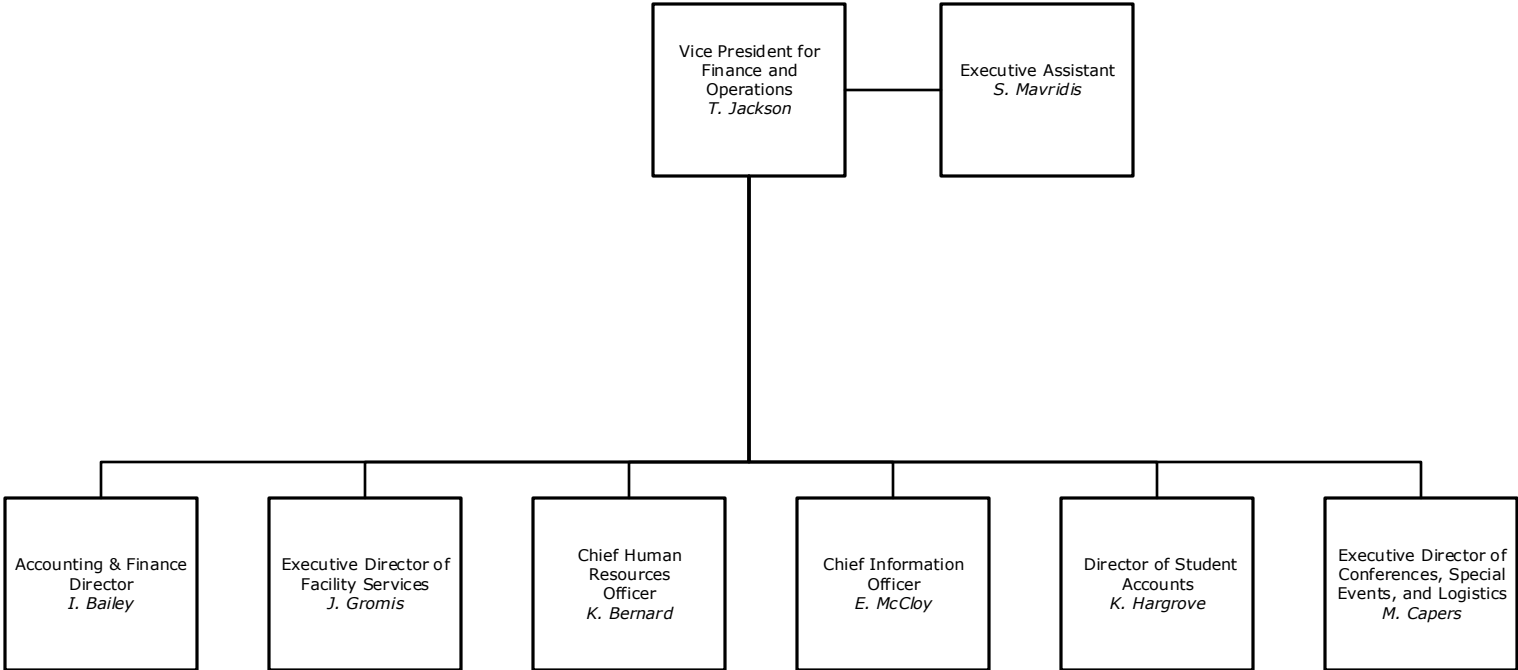 Vice President for
Finance and
Operations
T. Jackson
Executive Assistant
S. Mavridis
Accounting & Finance
Director
I. Bailey
Executive Director of
Facility Services
J. Gromis
Chief Human
Resources
Officer
K. Bernard
Chief Information
Officer
E. McCloy
Director of Student
Accounts
K. Hargrove
Executive Director of
Conferences, Special
Events, and Logistics
M. Capers